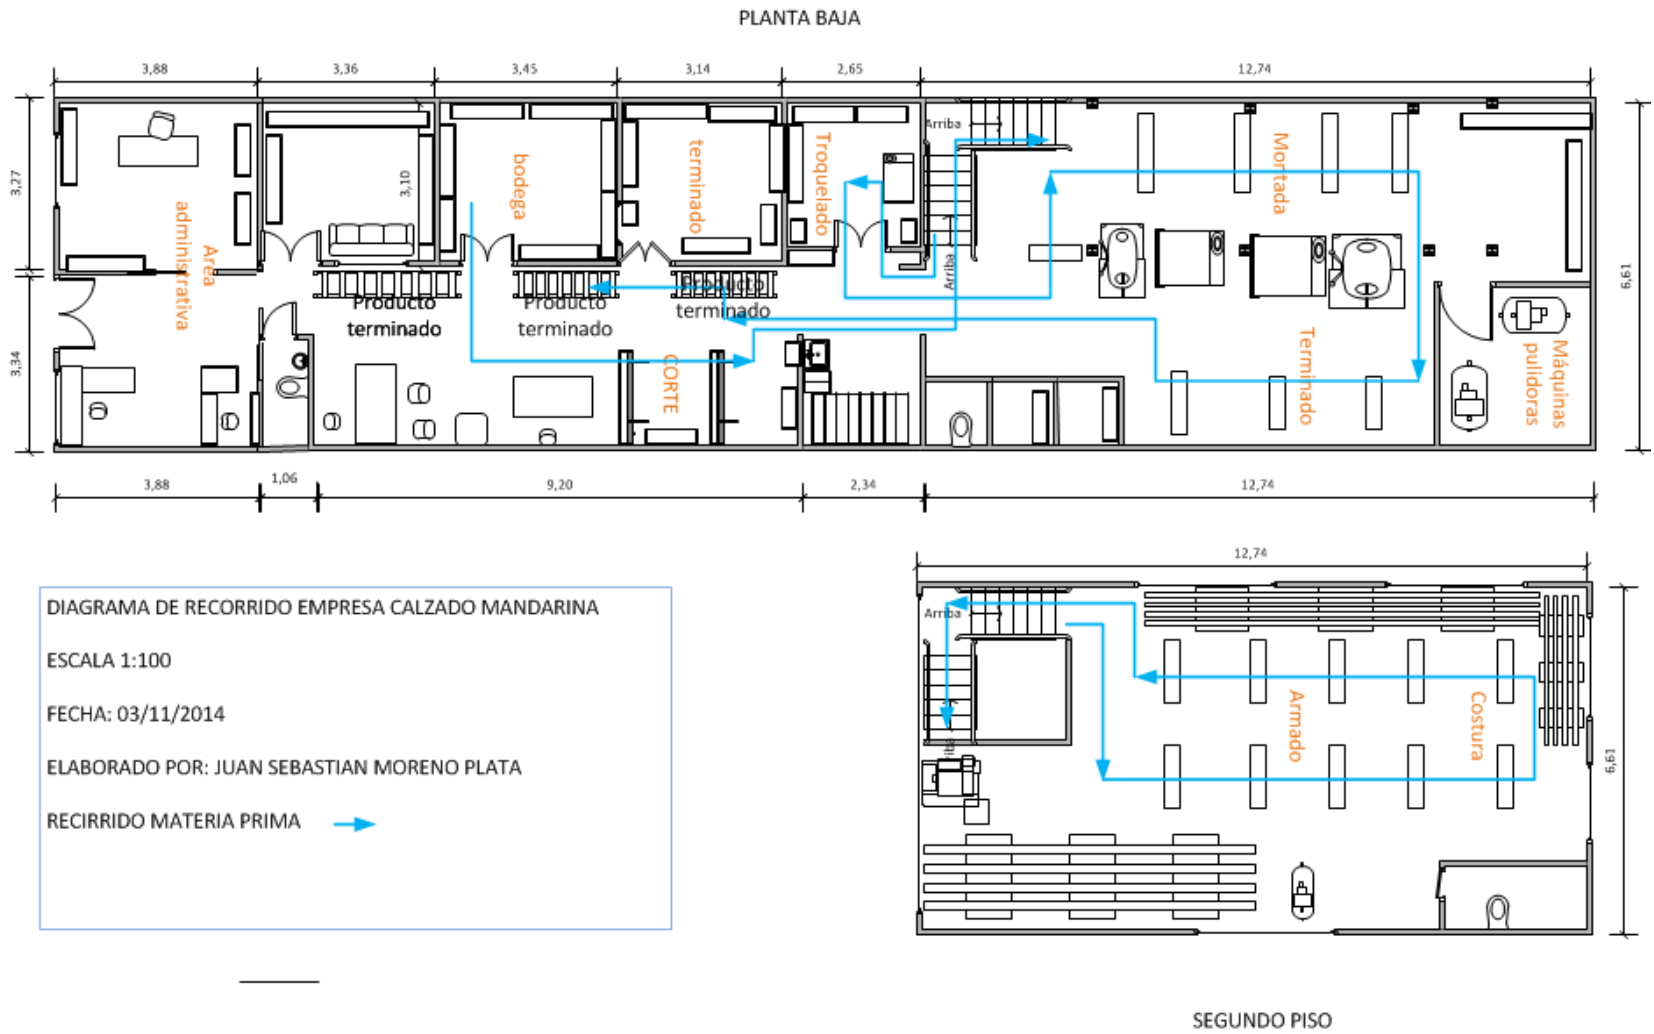 PLANTA BAJA
3,88
3,36
3,45
3,14
2,65
12,74
3,27
3,34
6,61
3,10
Area
administrativa
bodega
terminado
Troquelado
Arriba
Arriba
Montada
Terminado
Máquinas
pulidoras
CORTE
Producto
terminado
Producto
terminado
Producto
terminado
3,88
1,06
9,20
2,34
12,74
DIAGRAMA DE RECORRIDO EMPRESA CALZADO MANDARINA
ESCALA 1:100
FECHA: 03/11/2014
ELABORADO POR: JUAN SEBASTIAN MORENO PLATA
RECIRRIDO MATERIA PRIMA
12,74
6,61
Arriba
iba
Armado
Costura
SEGUNDO PISO